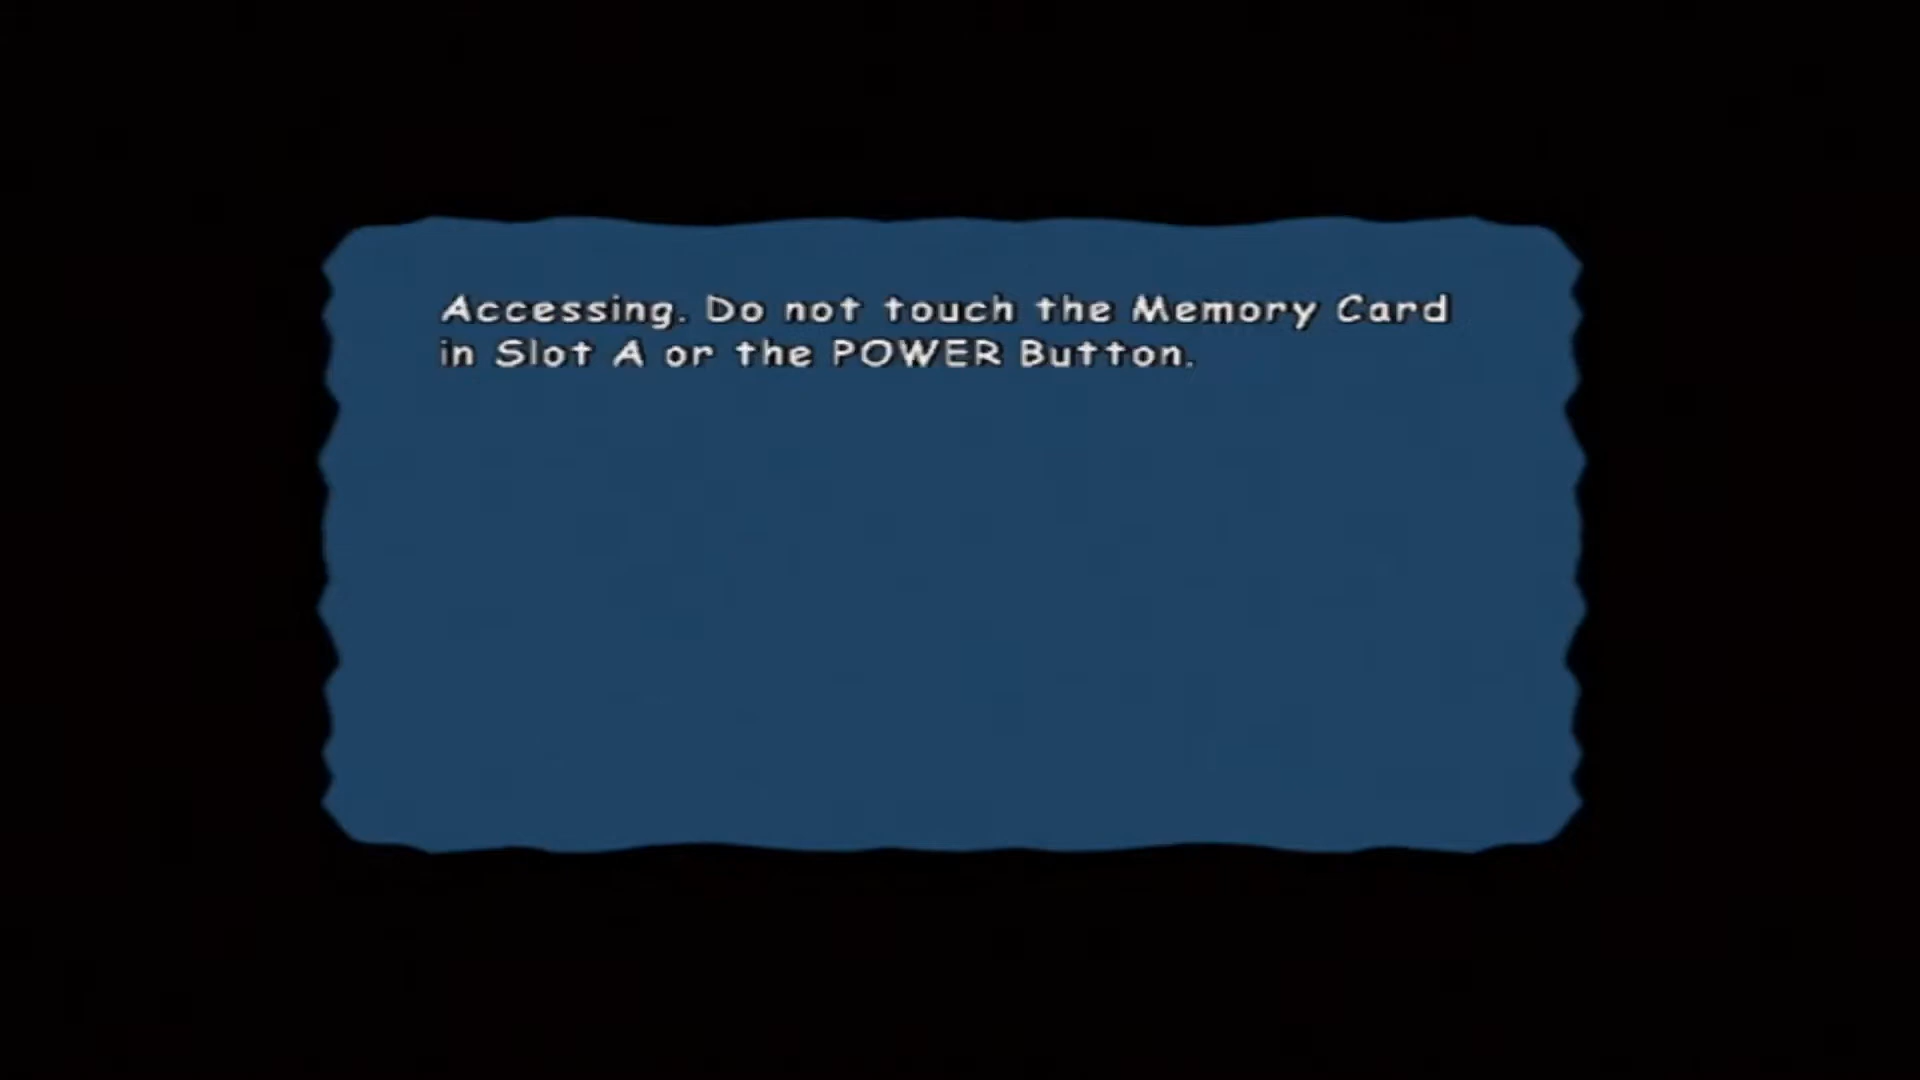 Accessing. Do not touch the Memory Card
in Slot A or the POWER Button.